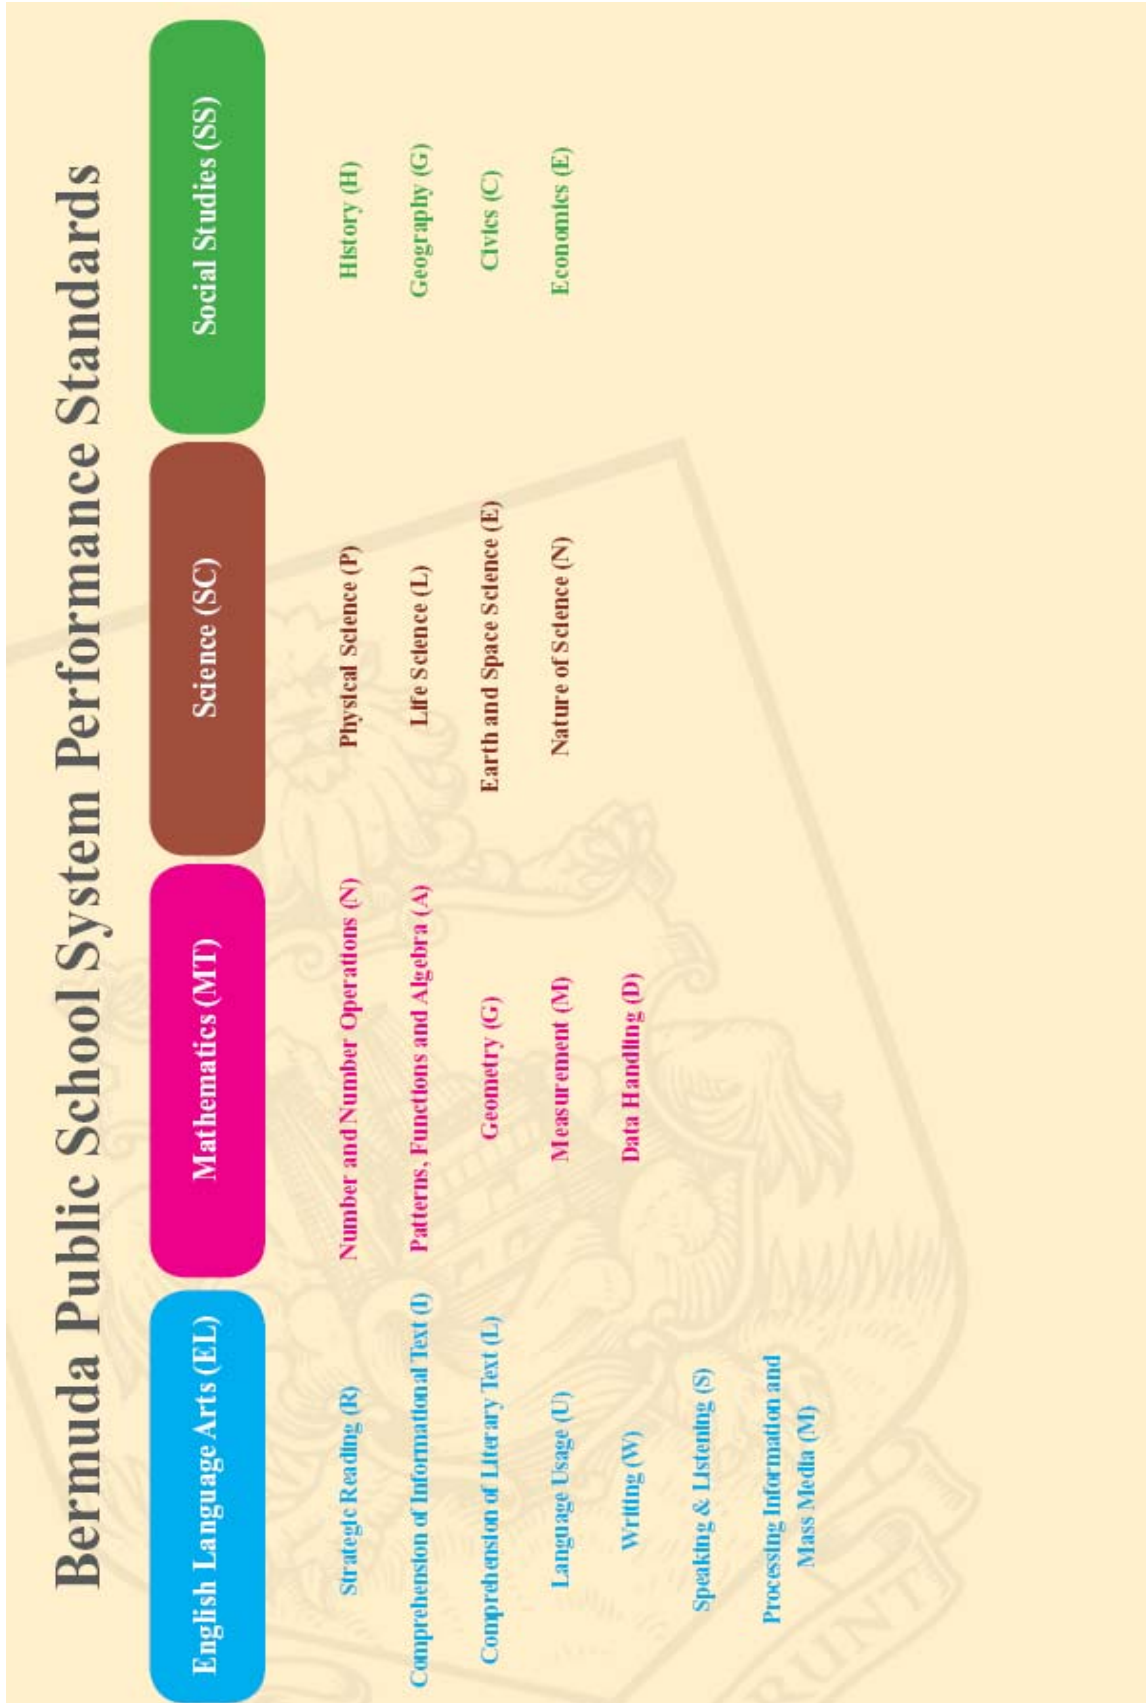 Bermuda Public School System Performance Standards
English Language Arts (EL)
Strategic Reading (R)
Comprehension of Informational Text (I)
Comprehension of Literary Text (L)
Language Usage (U)
Writing (W)
Speaking & Listening (S)
Processing Information and
Mass Media (M)
Mathematics (MT)
Number and Number Operations (N)
Patterns, Functions and Algebra (A)
Geometry (G)
Measurement (M)
Data Handling (D)
Science (SC)
Physical Science (P)
Life Science (L)
Earth and Space Science (E)
Nature of Science (N)
Social Studies (SS)
History (H)
Geography (G)
Civics (C)
Economics (E)
RUNT